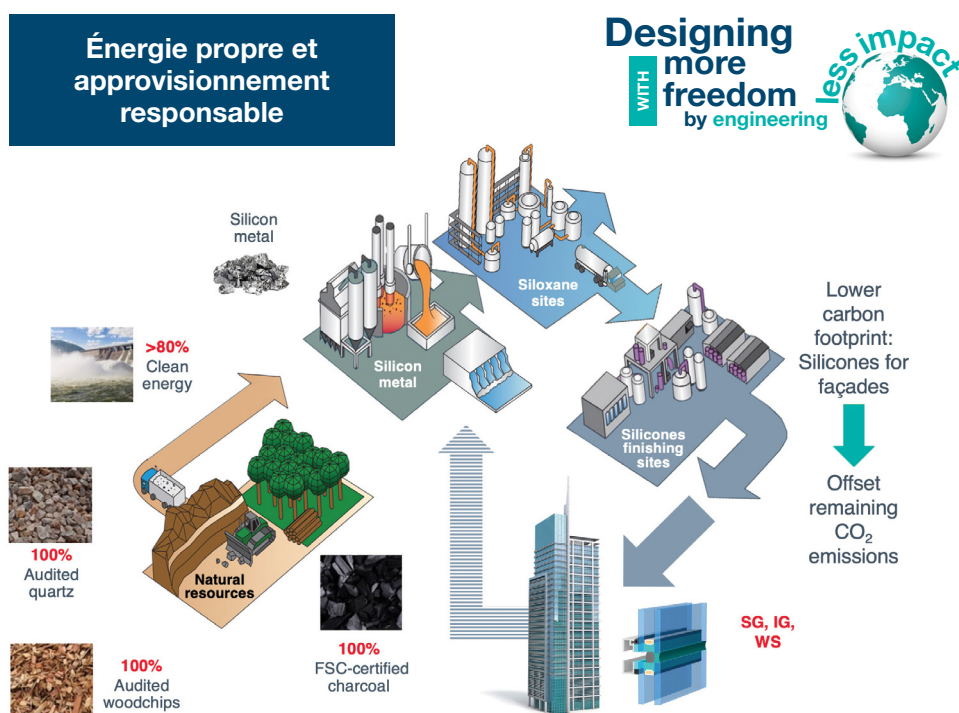 Énergie propre et
approvisionnement
responsable
Designing
WITH
more
freedom
by engineering
less impact
Silicon
metal
Siloxane
sites
>80%
Clean
energy
Silicon
metal
Lower
carbon
footprint:
Silicones for
façades
Silicones
finishing
sites
Offset
remaining
CO₂
emissions
100%
Audited
quartz
Natural
resources
100%
FSC-certified
charcoal
SG, IG,
WS
100%
Audited
woodchips